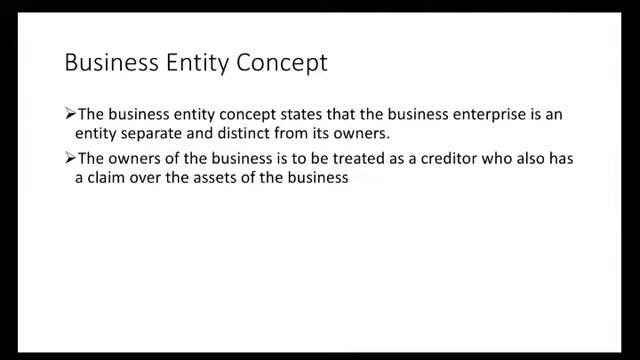 Business Entity Concept
➢The business entity concept states that the business enterprise is an
entity separate and distinct from its owners.
➢The owners of the business is to be treated as a creditor who also has
a claim over the assets of the business